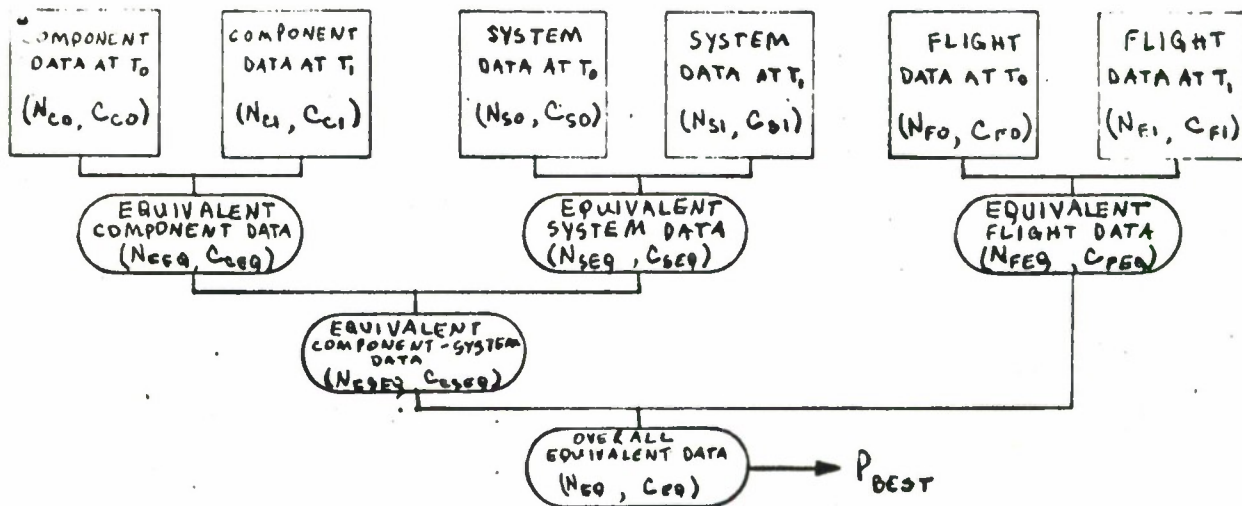 COMPONENT
DATA AT T0
(NC0, CC0)
COMPONENT
DATA AT T1
(NC1, CC1)
SYSTEM
DATA AT T0
(NS0, CS0)
SYSTEM
DATA AT T1
(NS1, CS1)
FLIGHT
DATA AT T0
(NF0, CF0)
FLIGHT
DATA AT T1
(NF1, CF1)
EQUIVALENT
COMPONENT DATA
(NCEQ, CCEQ)
EQUIVALENT
SYSTEM DATA
(NSEQ, CSEQ)
EQUIVALENT
FLIGHT DATA
(NFEQ, CFEQ)
EQUIVALENT
COMPONENT-SYSTEM
DATA
(NCSEQ, CCSEQ)
OVERALL
EQUIVALENT DATA
(NEQ, CEQ)
PBEST